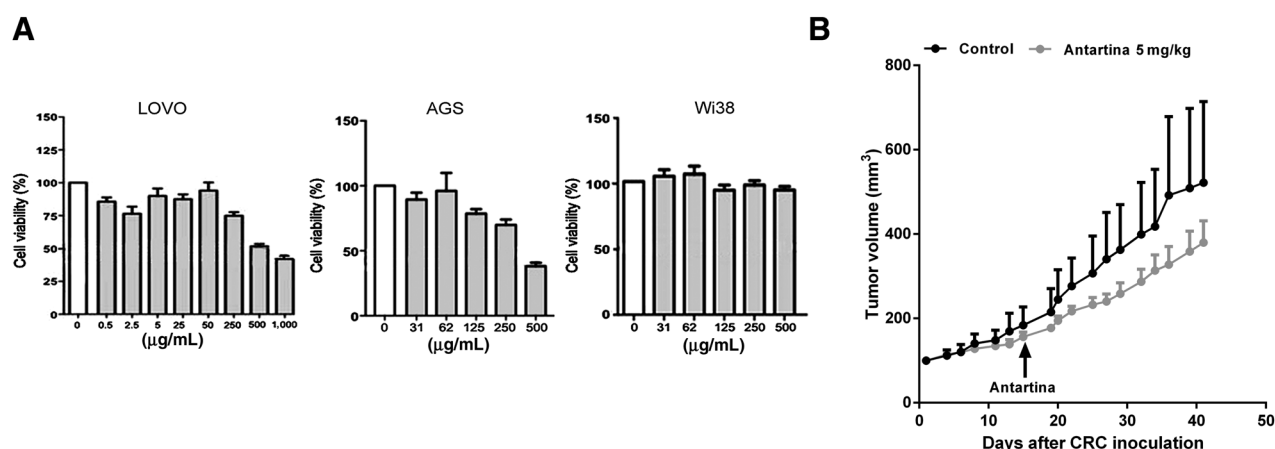 A
B
LOVO
Cell viability (%)
150
125
100
75
50
25
0
0 0.5 2.5 5 25 50 250 500 1,000
(μg/mL)
AGS
Cell viability (%)
150
100
50
0
0 31 62 125 250 500
(μg/mL)
Wi38
Cell viability (%)
150
100
50
0
0 31 62 125 250 500
(μg/mL)
Control Antartina 5 mg/kg
Tumor volume (mm³)
800
600
400
200
0
Antartina
0 10 20 30 40 50
Days after CRC inoculation